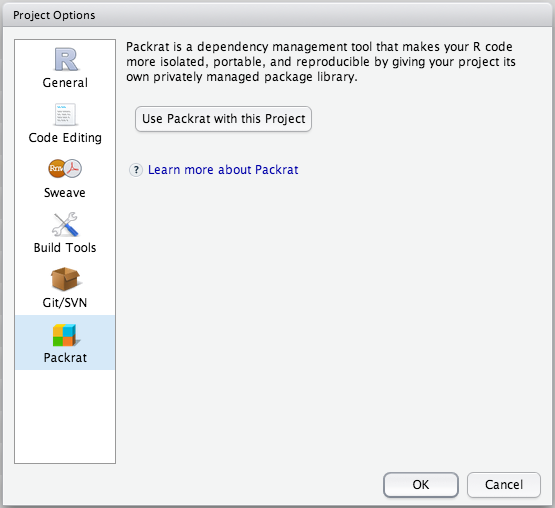 Project Options
R
General
Code Editing
Rnw
Sweave
Build Tools
Git/SVN
Packrat
Packrat is a dependency management tool that makes your R code
more isolated, portable, and reproducible by giving your project its
own privately managed package library.
Use Packrat with this Project
? Learn more about Packrat
OK
Cancel